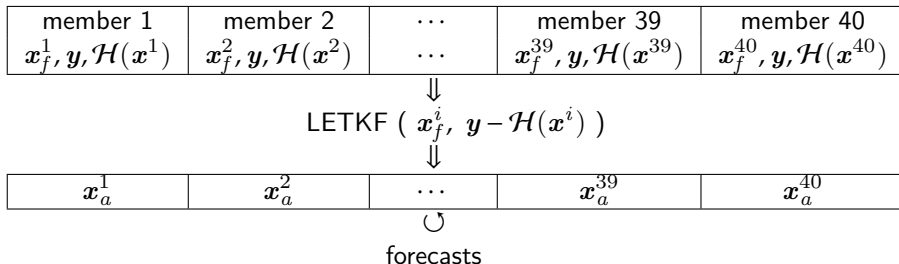 member 1 member 2 ⋯ member 39 member 40
x_f^1, y, ℋ(x^1) x_f^2, y, ℋ(x^2) ⋯ x_f^39, y, ℋ(x^39) x_f^40, y, ℋ(x^40)
⇓
LETKF ( x_f^i, y – ℋ(x^i) )
⇓
x_a^1 x_a^2 ⋯ x_a^39 x_a^40
↺
forecasts